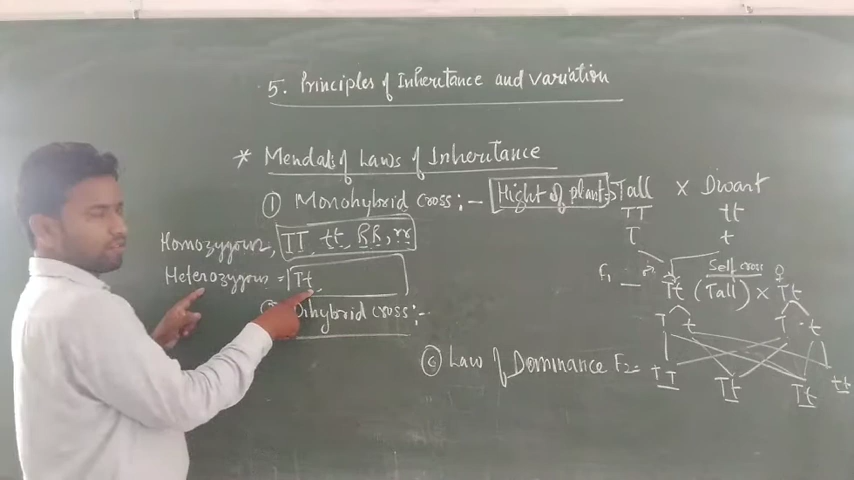 5. Principles of Inheritance and variation
* Mendal's Laws of Inheritance
① Monohybrid cross :- Hight of plant => Tall × Dwart
TT tt
T t
Homozygous, TT, tt, RR, rr
Heterozygous = Tt
Self cross
F₁ Tt (Tall) × Tt ♀
T t T t
Dihybrid cross :-
© Law of Dominance F₂ = TT Tt Tt tt